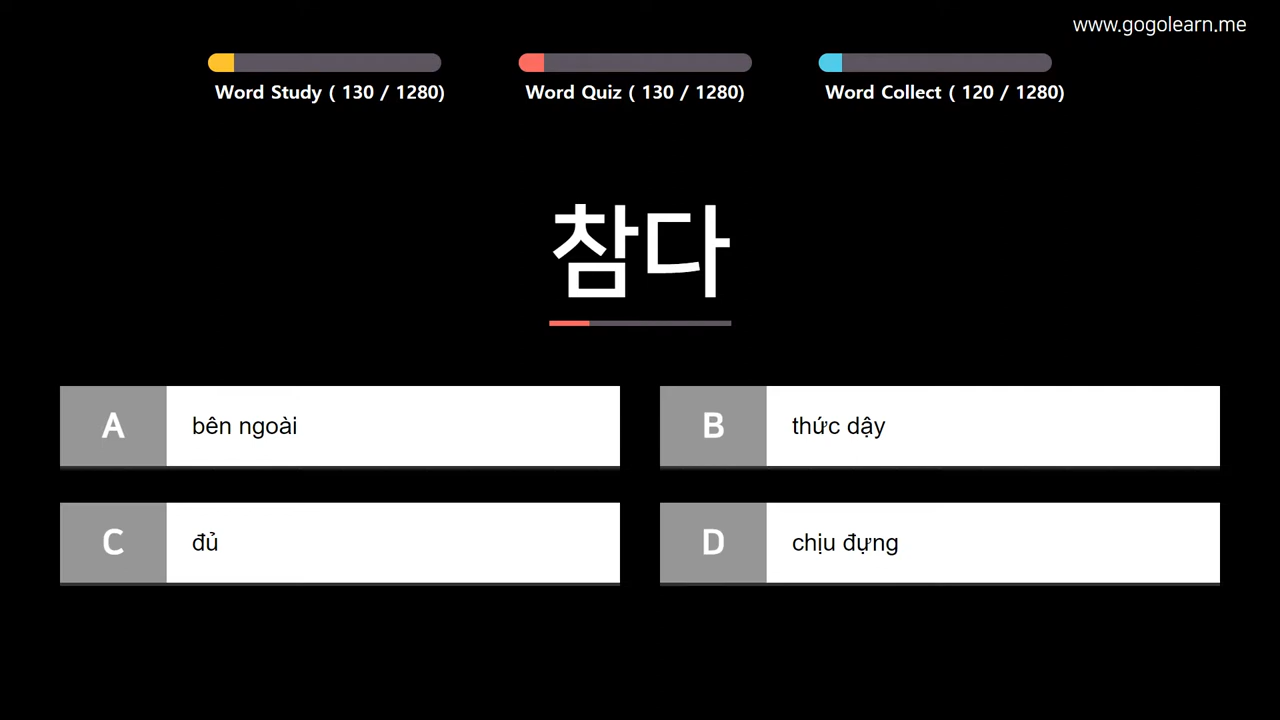 www.gogolearn.me
Word Study ( 130 / 1280)
Word Quiz ( 130 / 1280)
Word Collect ( 120 / 1280)
참다
A bên ngoài
B thức dậy
C đủ
D chịu đựng